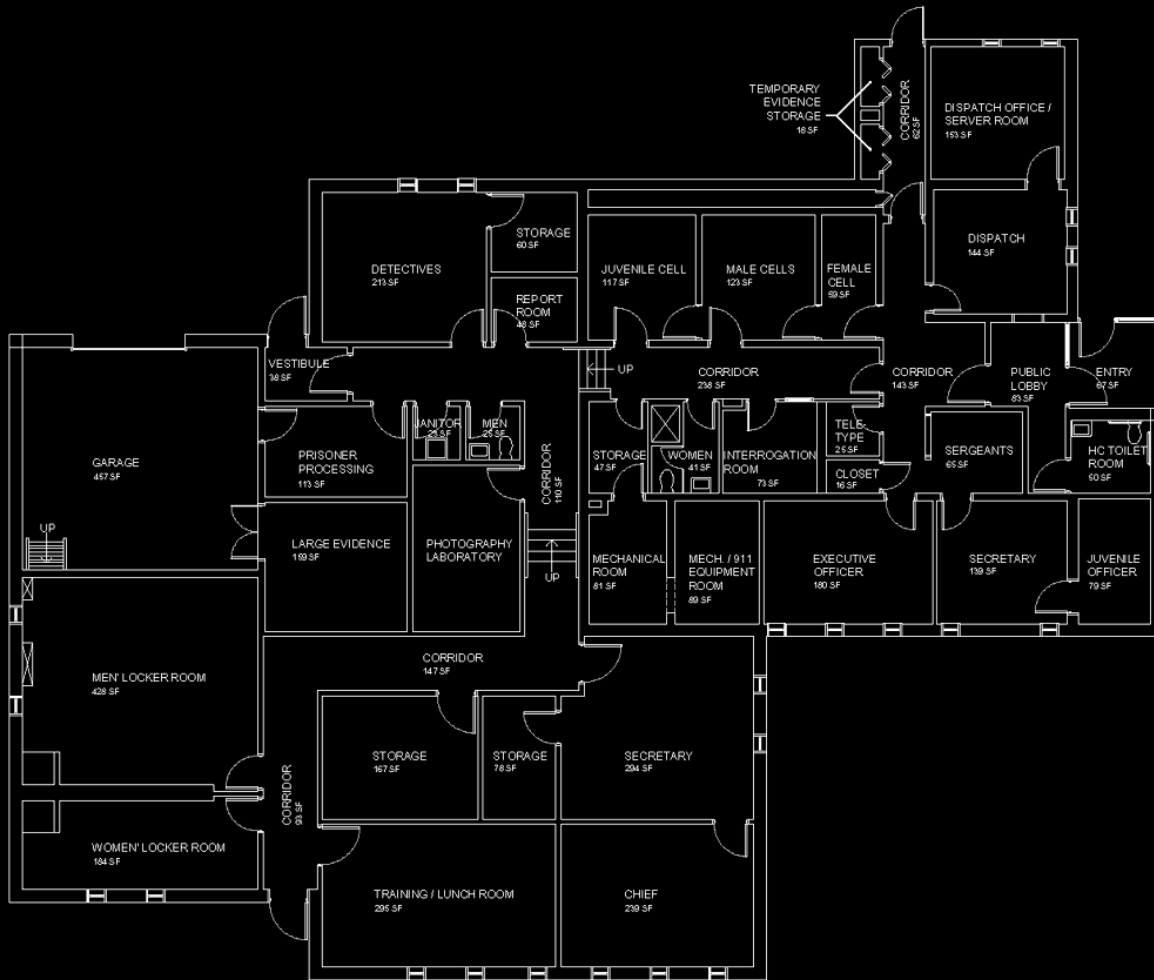 TEMPORARY
EVIDENCE
STORAGE
18 SF
CORRIDOR
62 SF
DISPATCH OFFICE /
SERVER ROOM
153 SF
DETECTIVES
213 SF
STORAGE
60 SF
REPORT
ROOM
48 SF
JUVENILE CELL
117 SF
MALE CELLS
123 SF
FEMALE
CELL
59 SF
DISPATCH
144 SF
VESTIBULE
38 SF
UP
CORRIDOR
238 SF
CORRIDOR
143 SF
PUBLIC
LOBBY
83 SF
ENTRY
67 SF
GARAGE
457 SF
UP
PRISONER
PROCESSING
113 SF
JANITOR
23 SF
MEN
25 SF
CORRIDOR
110 SF
STORAGE
47 SF
WOMEN
41 SF
INTERROGATION
ROOM
73 SF
TELE-
TYPE
25 SF
CLOSET
16 SF
SERGEANTS
65 SF
HC TOILET
ROOM
50 SF
LARGE EVIDENCE
159 SF
PHOTOGRAPHY
LABORATORY
UP
MECHANICAL
ROOM
81 SF
MECH. / 911
EQUIPMENT
ROOM
89 SF
EXECUTIVE
OFFICER
180 SF
SECRETARY
139 SF
JUVENILE
OFFICER
79 SF
MEN' LOCKER ROOM
428 SF
CORRIDOR
147 SF
STORAGE
167 SF
STORAGE
78 SF
SECRETARY
294 SF
CORRIDOR
93 SF
WOMEN' LOCKER ROOM
184 SF
TRAINING / LUNCH ROOM
295 SF
CHIEF
239 SF